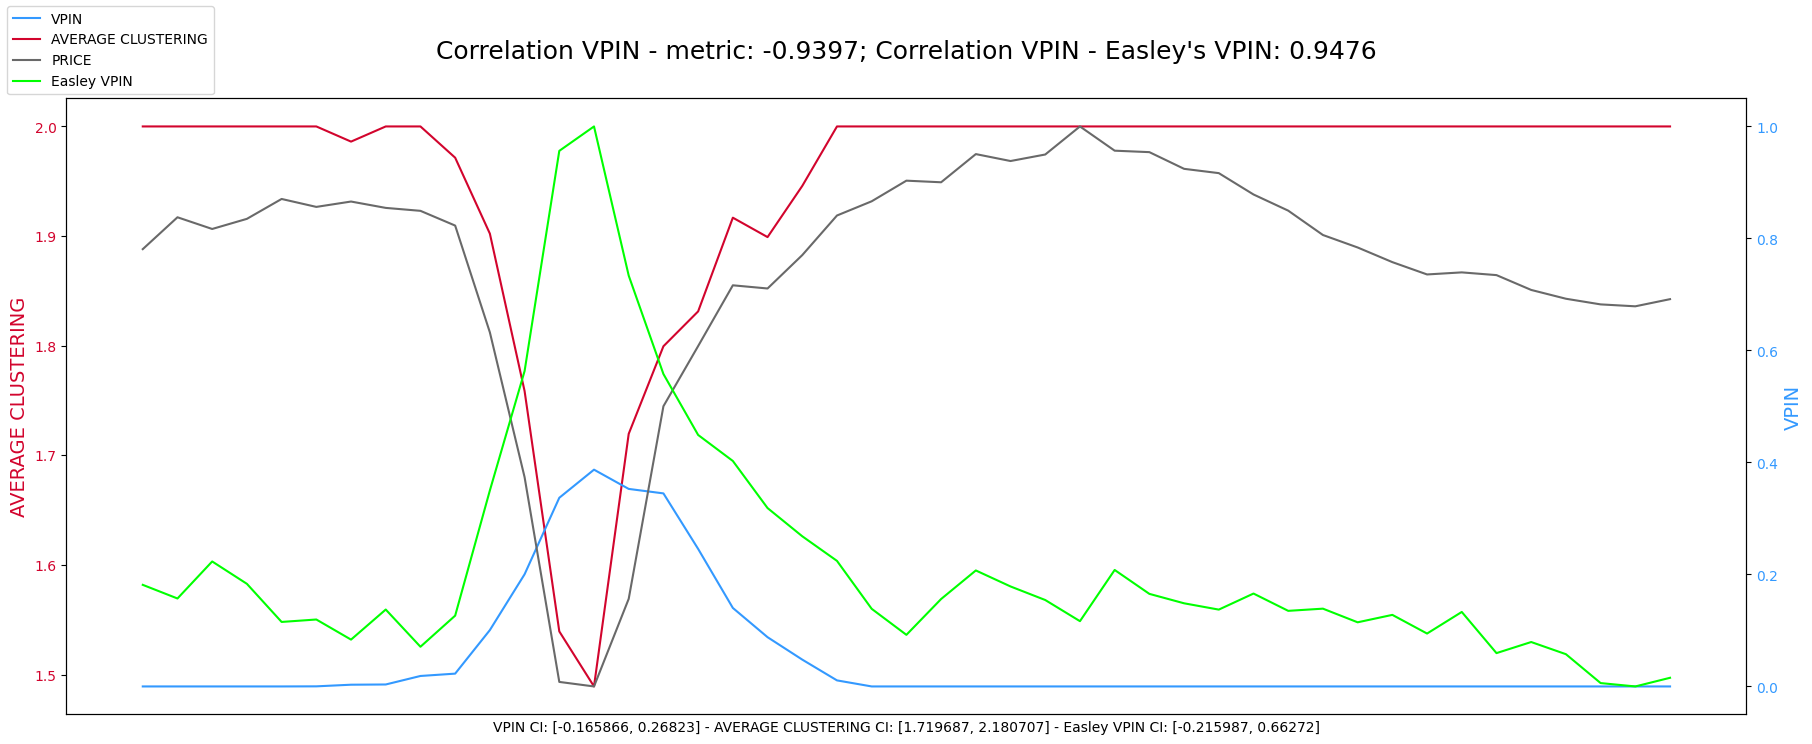 VPIN
AVERAGE CLUSTERING
PRICE
Easley VPIN
Correlation VPIN - metric: -0.9397; Correlation VPIN - Easley's VPIN: 0.9476
AVERAGE CLUSTERING
2.0
1.9
1.8
1.7
1.6
1.5
1.0
0.8
0.6
0.4
0.2
0.0
VPIN
VPIN CI: [-0.165866, 0.26823] - AVERAGE CLUSTERING CI: [1.719687, 2.180707] - Easley VPIN CI: [-0.215987, 0.66272]